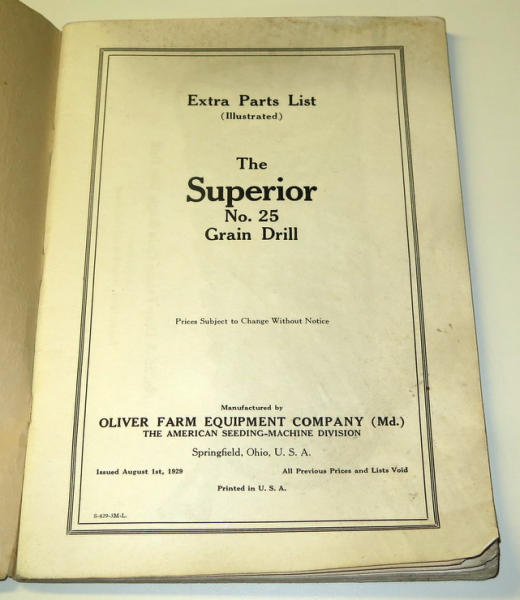 Extra Parts List
(Illustrated)
The
Superior
No. 25
Grain Drill
Prices Subject to Change Without Notice
Manufactured by
OLIVER FARM EQUIPMENT COMPANY (Md.)
THE AMERICAN SEEDING-MACHINE DIVISION
Springfield, Ohio, U. S. A.
Issued August 1st, 1929 All Previous Prices and Lists Void
Printed in U. S. A.
S-429-3M-L.